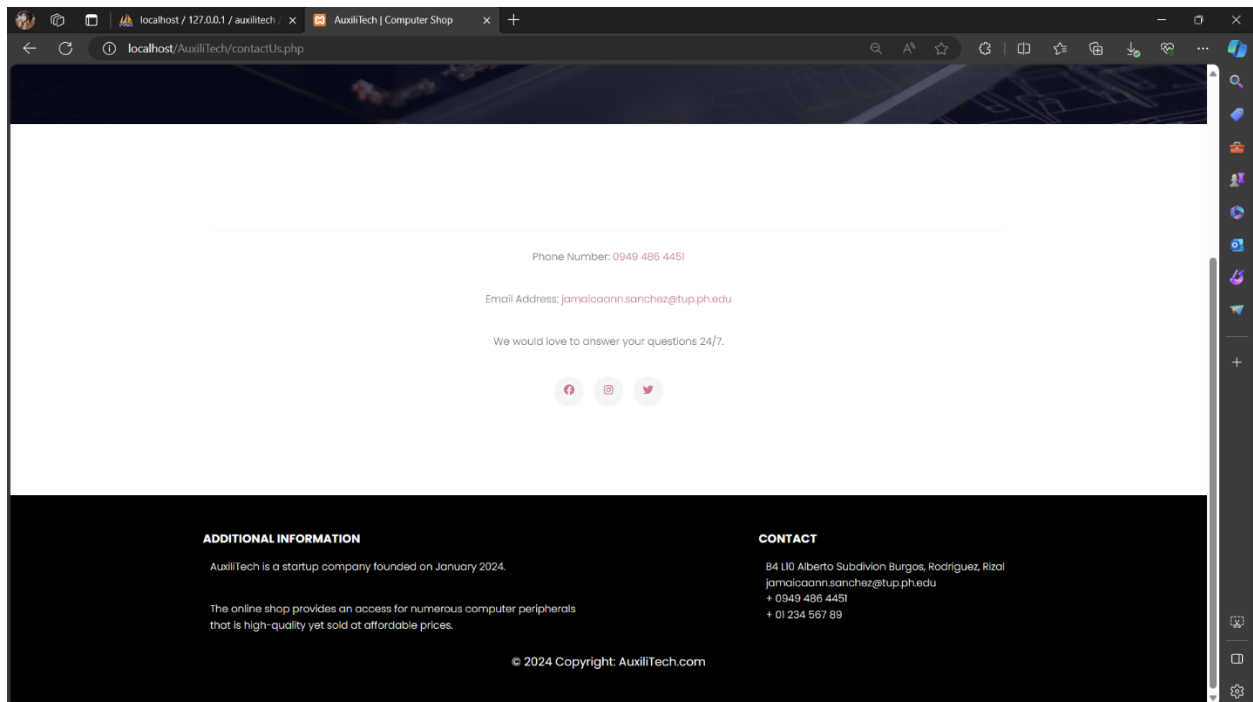 localhost / 127.0.0.1 / auxilitech /
AuxiliTech | Computer Shop
localhost/AuxiliTech/contactUs.php
Phone Number: 0949 486 4451
Email Address: jamaicaann.sanchez@tup.ph.edu
We would love to answer your questions 24/7.
ADDITIONAL INFORMATION
AuxiliTech is a startup company founded on January 2024.
The online shop provides an access for numerous computer peripherals
that is high-quality yet sold at affordable prices.
CONTACT
B4 L10 Alberto Subdivion Burgos, Rodriguez, Rizal
jamaicaann.sanchez@tup.ph.edu
+ 0949 486 4451
+ 01 234 567 89
© 2024 Copyright: AuxiliTech.com